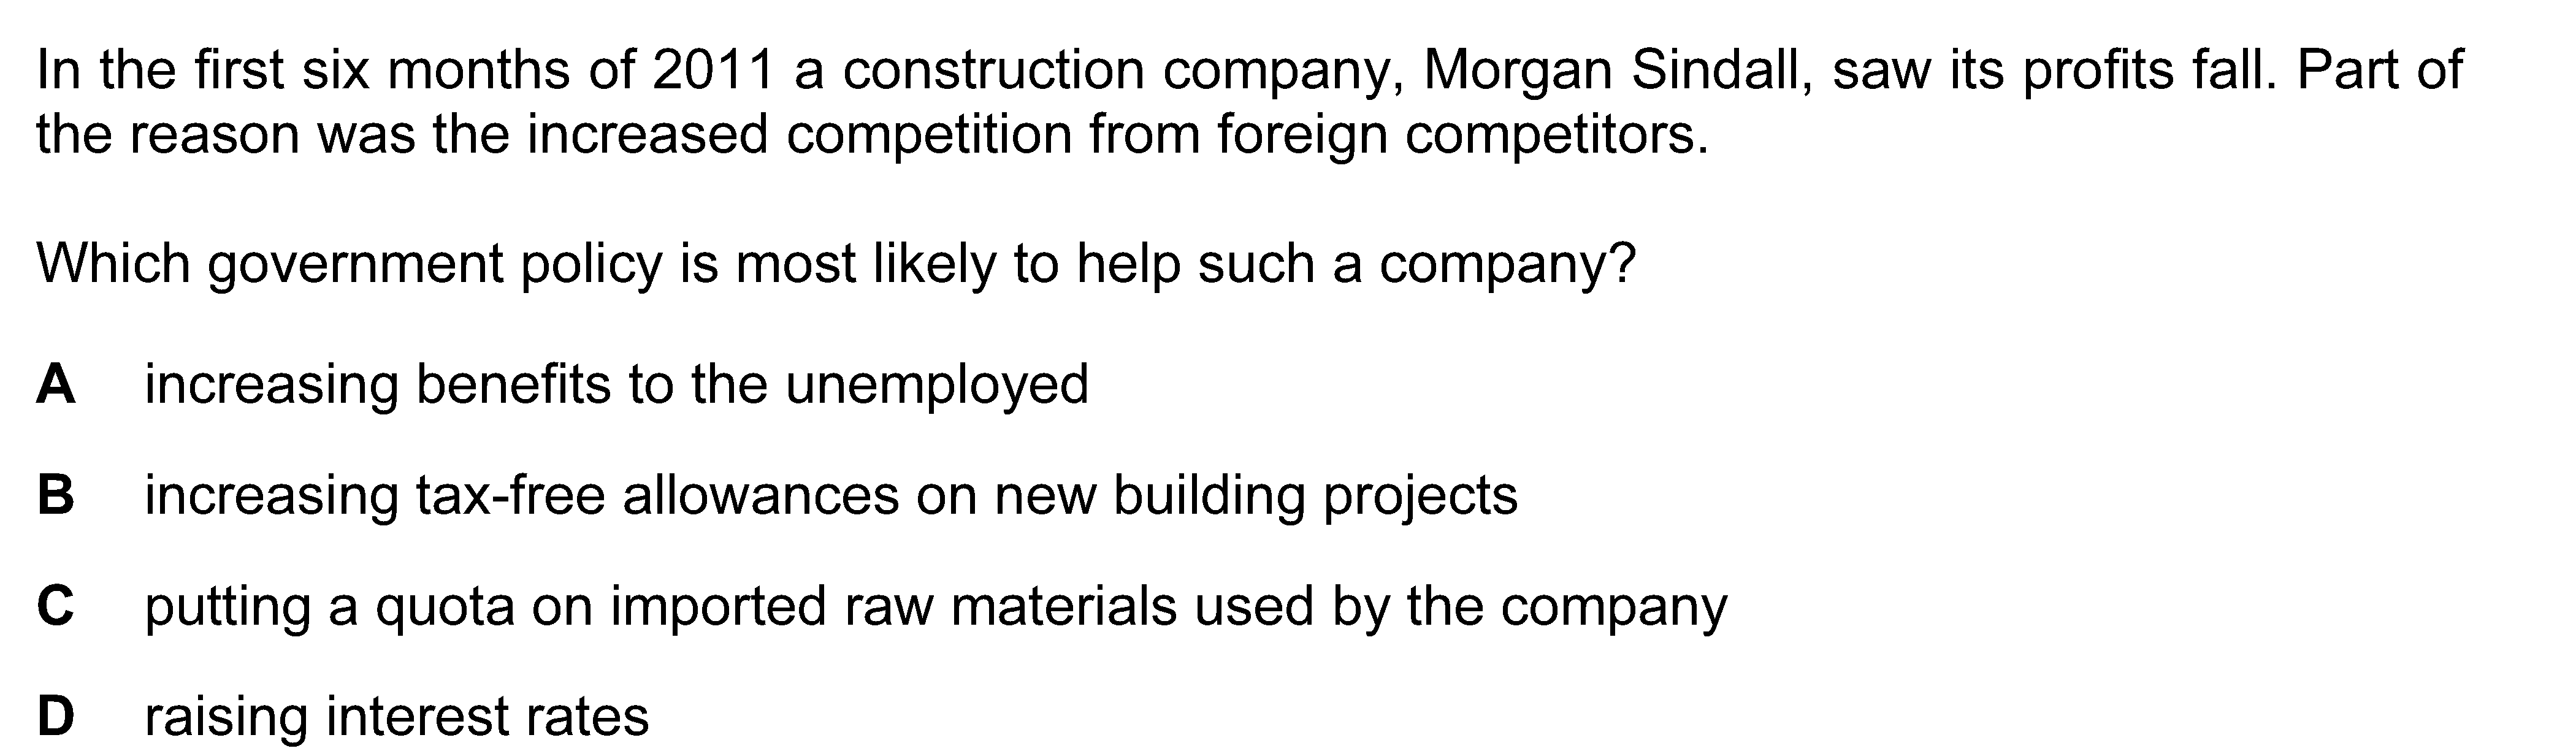 In the first six months of 2011 a construction company, Morgan Sindall, saw its profits fall. Part of
the reason was the increased competition from foreign competitors.
Which government policy is most likely to help such a company?
A increasing benefits to the unemployed
B increasing tax-free allowances on new building projects
C putting a quota on imported raw materials used by the company
D raising interest rates